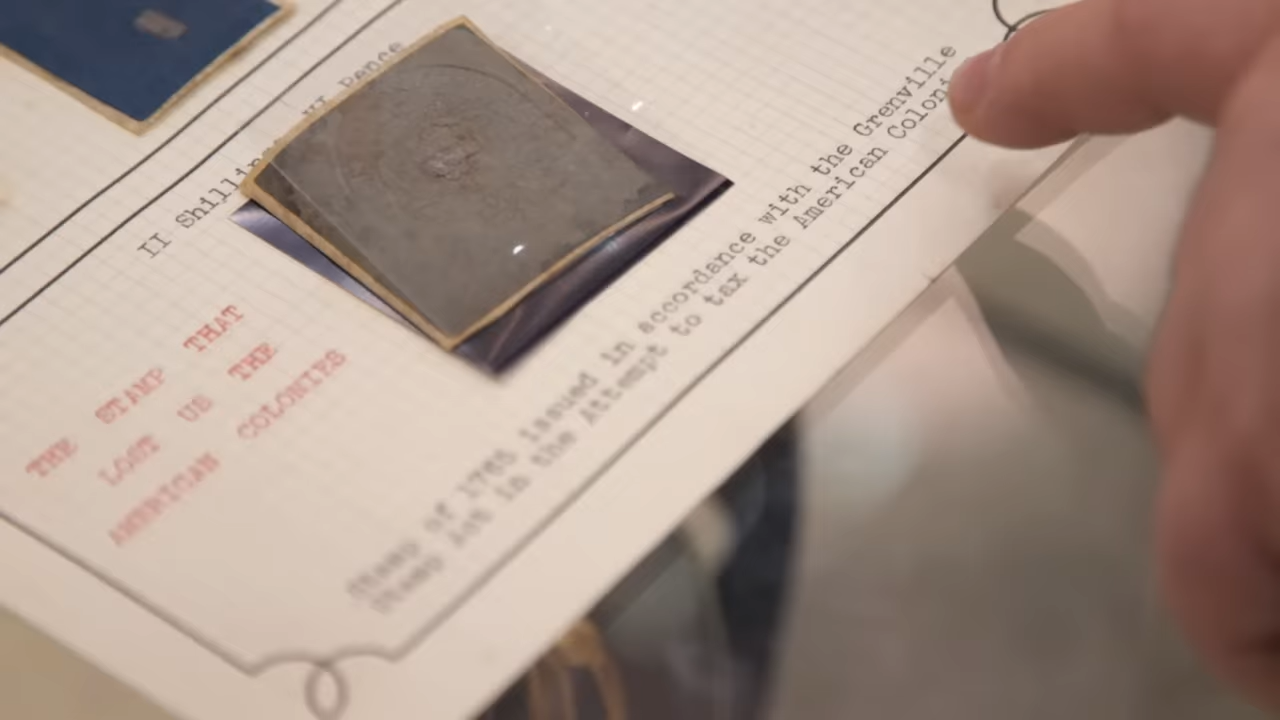 II Shillings VI Pence
THE STAMP THAT
LOST US THE
AMERICAN COLONIES
Stamp of 1765 issued in accordance with the Grenville
Stamp Act in the Attempt to tax the American Coloni